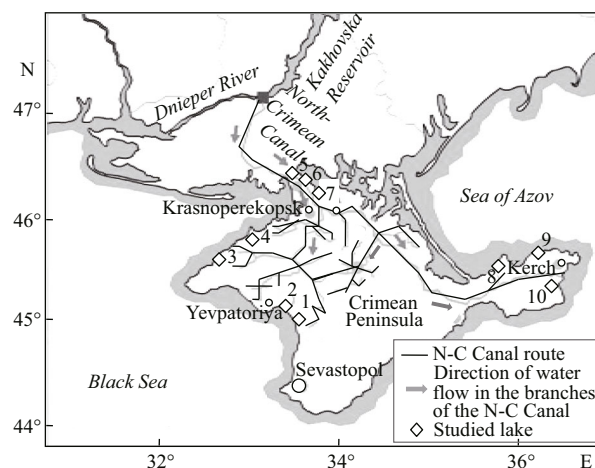 N
47°
46°
45°
44°
32°
34°
36°
E
Dnieper River
Kakhovska
Reservoir
North-
Crimean
Canal
5
6
7
Krasnoperekopsk
Sea of Azov
4
3
9
8
Kerch
10
2
1
Yevpatoriya
Crimean
Peninsula
Black Sea
Sevastopol
N-C Canal route
Direction of water
flow in the branches
of the N-C Canal
Studied lake